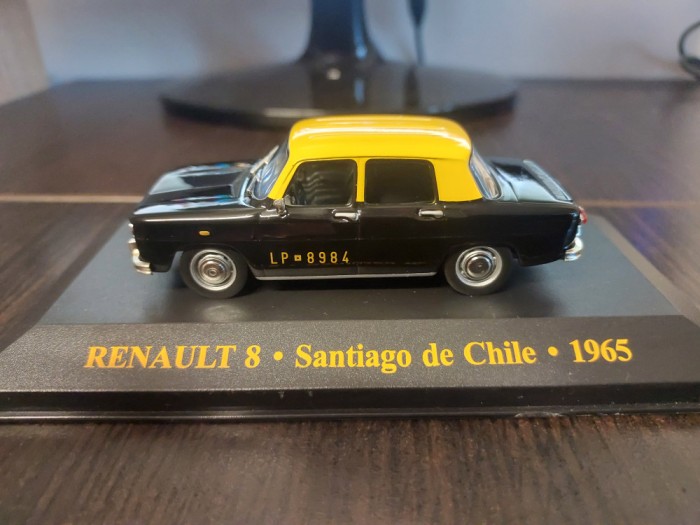 LP 8984
RENAULT 8 • Santiago de Chile • 1965